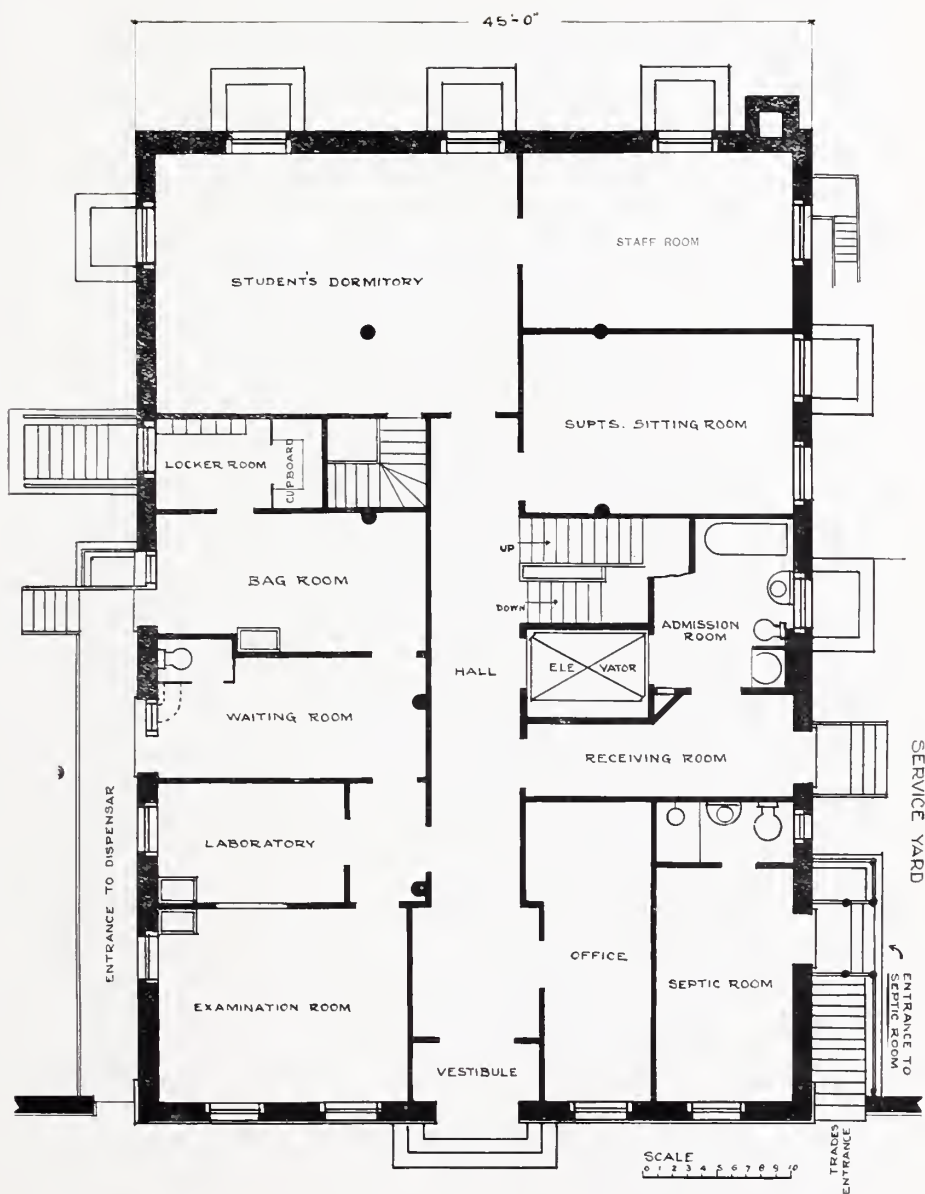 45'-0"
STAFF ROOM
STUDENT'S DORMITORY
SUPTS. SITTING ROOM
LOCKER ROOM
CUPBOARD
UP
BAG ROOM
DOWN
ADMISSION
ROOM
HALL
ELE VATOR
WAITING ROOM
RECEIVING ROOM
SERVICE YARD
LABORATORY
ENTRANCE TO DISPENSAR
OFFICE
SEPTIC ROOM
ENTRANCE TO
SEPTIC ROOM
EXAMINATION ROOM
VESTIBULE
TRADES
ENTRANCE
SCALE
0 1 2 3 4 5 6 7 8 9 10